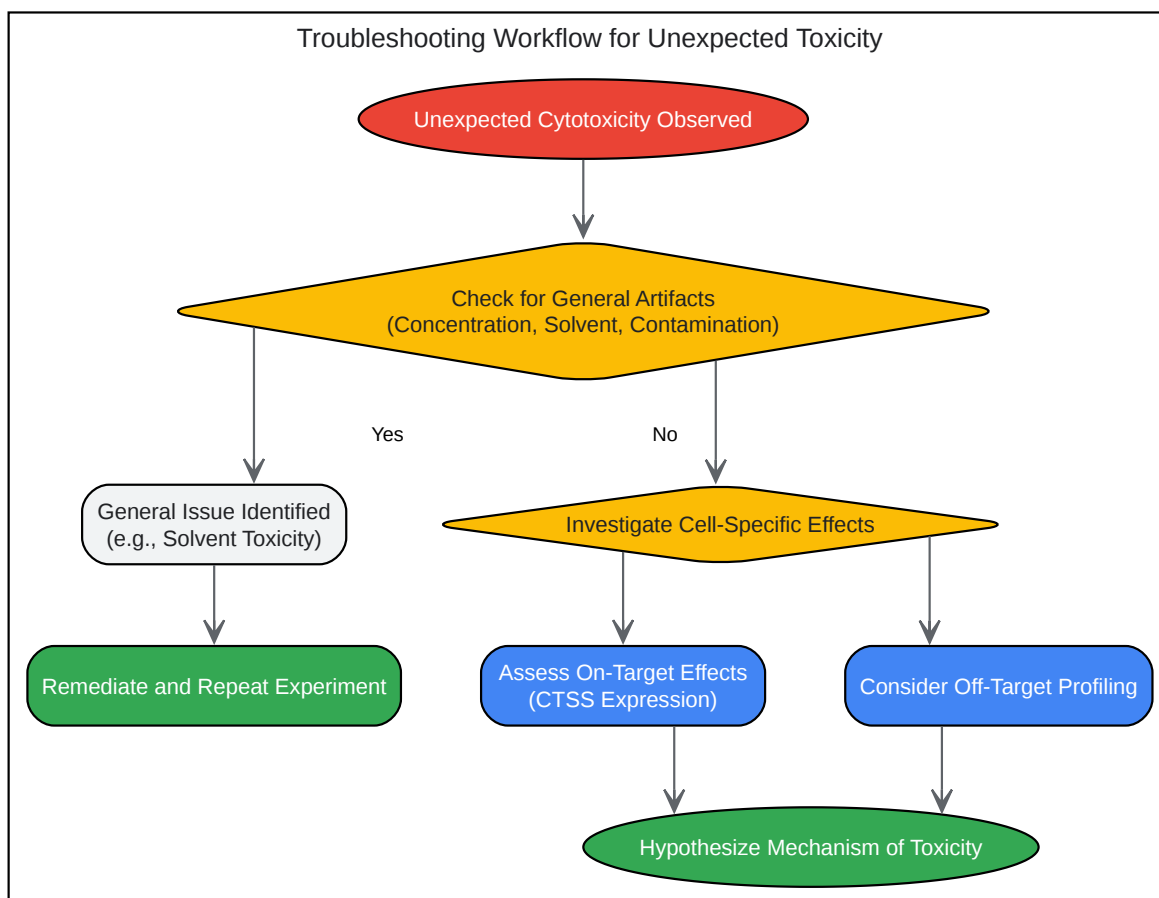 Troubleshooting Workflow for Unexpected Toxicity
Unexpected Cytotoxicity Observed
Check for General Artifacts
(Concentration, Solvent, Contamination)
Yes
No
General Issue Identified
(e.g., Solvent Toxicity)
Investigate Cell-Specific Effects
Remediate and Repeat Experiment
Assess On-Target Effects
(CTSS Expression)
Consider Off-Target Profiling
Hypothesize Mechanism of Toxicity